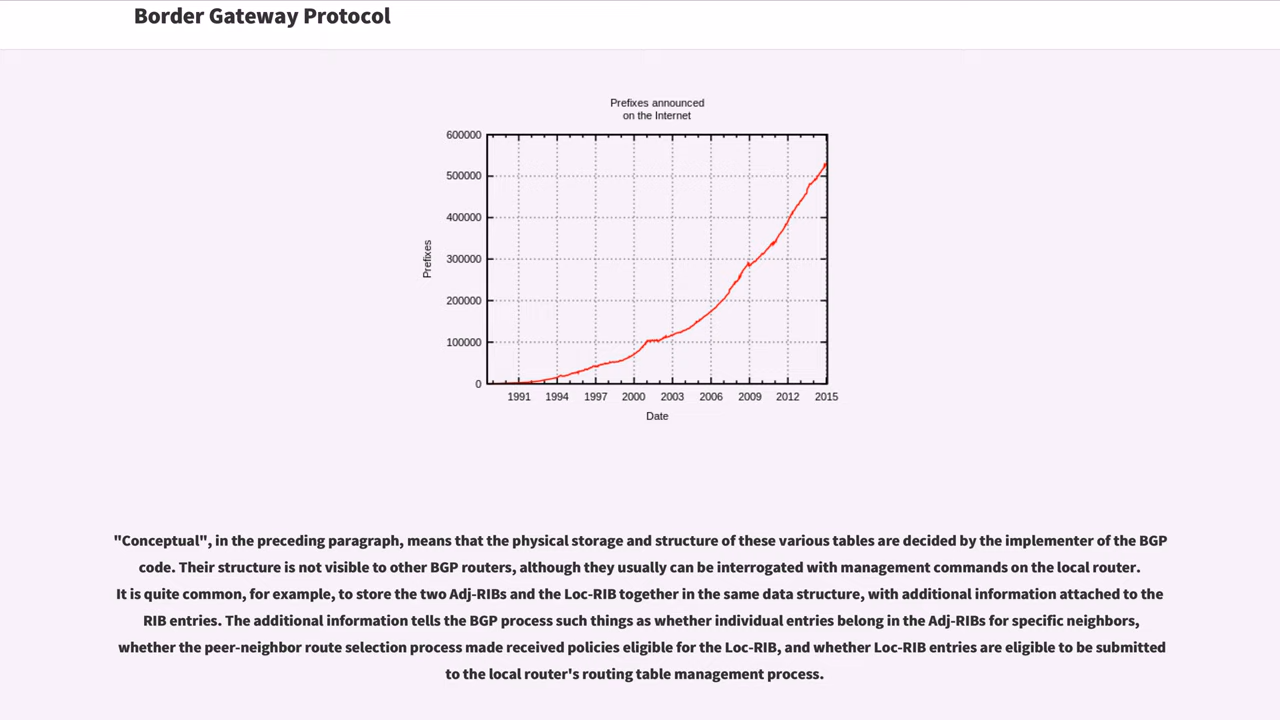 Border Gateway Protocol
Prefixes announced
on the Internet
600000
500000
400000
300000
200000
100000
0
Prefixes
1991 1994 1997 2000 2003 2006 2009 2012 2015
Date
"Conceptual", in the preceding paragraph, means that the physical storage and structure of these various tables are decided by the implementer of the BGP
code. Their structure is not visible to other BGP routers, although they usually can be interrogated with management commands on the local router.
It is quite common, for example, to store the two Adj-RIBs and the Loc-RIB together in the same data structure, with additional information attached to the
RIB entries. The additional information tells the BGP process such things as whether individual entries belong in the Adj-RIBs for specific neighbors,
whether the peer-neighbor route selection process made received policies eligible for the Loc-RIB, and whether Loc-RIB entries are eligible to be submitted
to the local router's routing table management process.